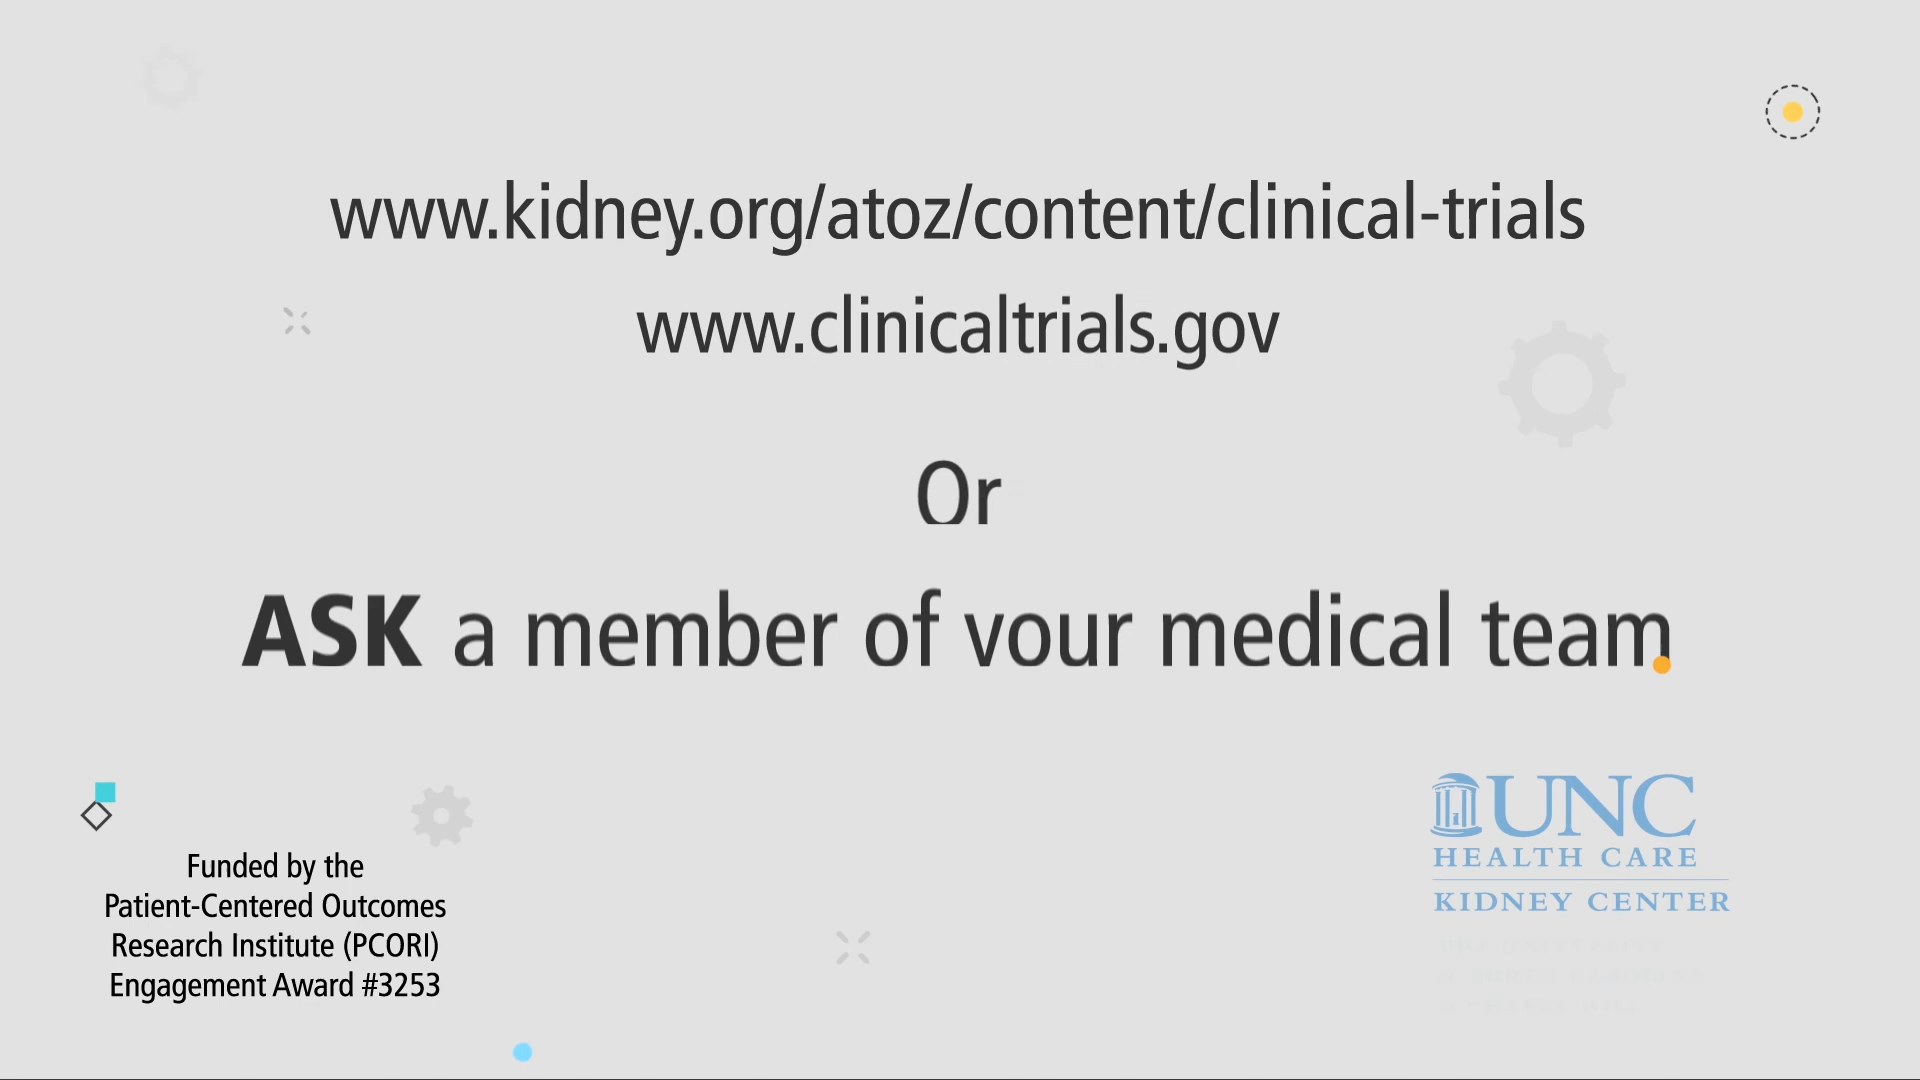 www.kidney.org/atoz/content/clinical-trials
www.clinicaltrials.gov
Or
ASK a member of your medical team
Funded by the
Patient-Centered Outcomes
Research Institute (PCORI)
Engagement Award #3253
UNC
HEALTH CARE
KIDNEY CENTER